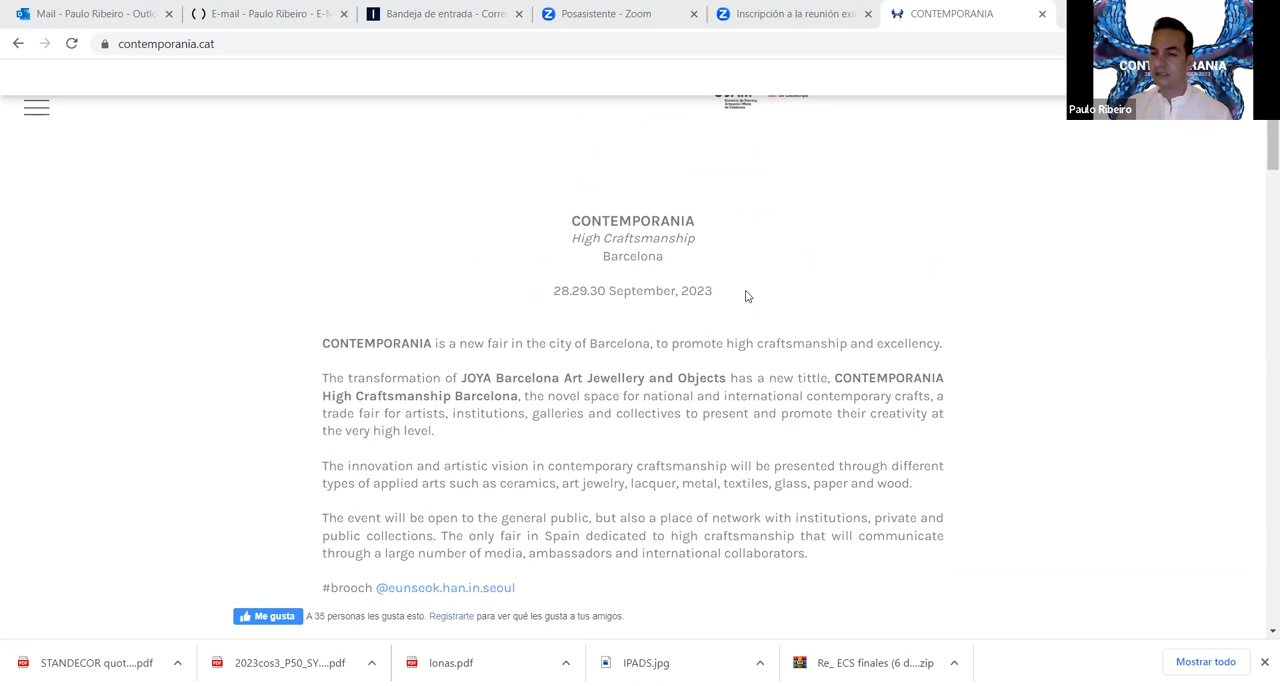 Mail - Paulo Ribeiro - Outlo
E-mail - Paulo Ribeiro - E-M
Bandeja de entrada - Corre
Posasistente - Zoom
Inscripción a la reunión exi
CONTEMPORANIA
contemporania.cat
Paulo Ribeiro
CONTEMPORANIA
High Craftsmanship
Barcelona
28.29.30 September, 2023
CONTEMPORANIA is a new fair in the city of Barcelona, to promote high craftsmanship and excellency.
The transformation of JOYA Barcelona Art Jewellery and Objects has a new tittle, CONTEMPORANIA
High Craftsmanship Barcelona, the novel space for national and international contemporary crafts, a
trade fair for artists, institutions, galleries and collectives to present and promote their creativity at
the very high level.
The innovation and artistic vision in contemporary craftsmanship will be presented through different
types of applied arts such as ceramics, art jewelry, lacquer, metal, textiles, glass, paper and wood.
The event will be open to the general public, but also a place of network with institutions, private and
public collections. The only fair in Spain dedicated to high craftsmanship that will communicate
through a large number of media, ambassadors and international collaborators.
#brooch @eunseok.han.in.seoul
Me gusta A 35 personas les gusta esto. Registrarte para ver qué les gusta a tus amigos.
STANDECOR quot....pdf
2023cos3_P50_SY....pdf
lonas.pdf
IPADS.jpg
Re_ ECS finales (6 d....zip
Mostrar todo